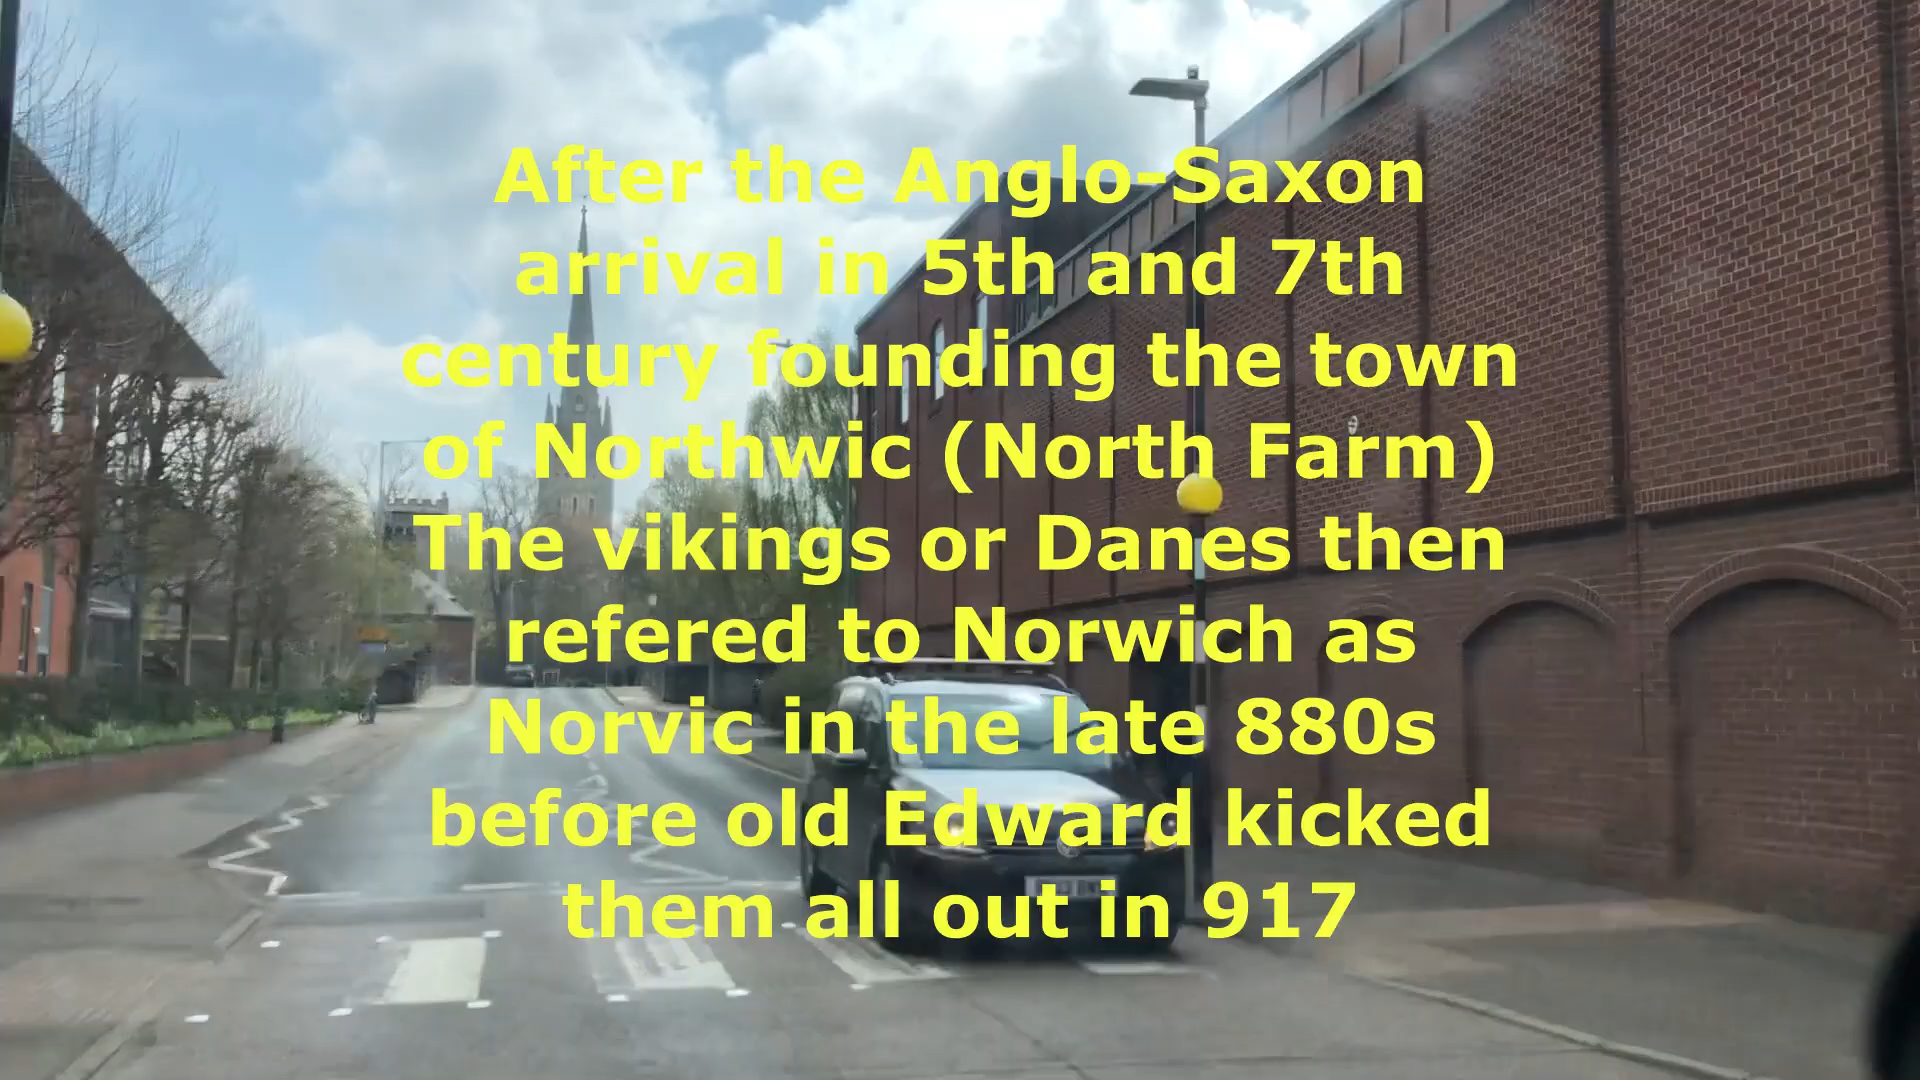 After the Anglo-Saxon
arrival in 5th and 7th
century founding the town
of Northwic (North Farm)
The vikings or Danes then
refered to Norwich as
Norvic in the late 880s
before old Edward kicked
them all out in 917